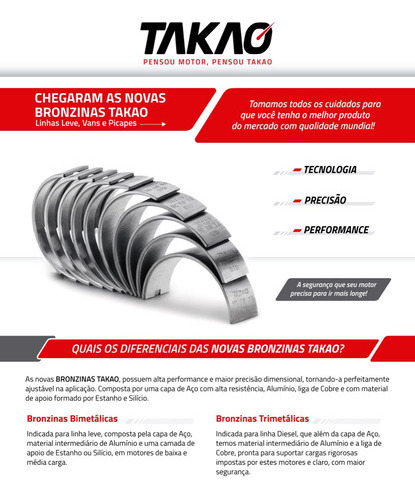 TAKAO
PENSOU MOTOR, PENSOU TAKAO
CHEGARAM AS NOVAS
BRONZINAS TAKAO
Linhas Leve, Vans e Picapes
Tomamos todos os cuidados para
que você tenha o melhor produto
do mercado com qualidade mundial!
TECNOLOGIA
PRECISÃO
PERFORMANCE
A segurança que seu motor
precisa para ir mais longe!
QUAIS OS DIFERENCIAIS DAS NOVAS BRONZINAS TAKAO?
As novas BRONZINAS TAKAO, possuem alta performance e maior precisão dimensional, tornando-a perfeitamente
ajustável na aplicação. Composta por uma capa de Aço com alta resistência, Alumínio, liga de Cobre e com material
de apoio formado por Estanho e Silício.
Bronzinas Bimetálicas
Indicada para linha leve, composta pela capa de Aço,
material intermediário de Alumínio e uma camada de
apoio de Estanho ou Silício, em motores de baixa e
média carga.
Bronzinas Trimetálicas
Indicada para linha Diesel, que além da capa de Aço,
temos material intermediário de Alumínio e a liga de
Cobre, pronta para suportar cargas rigorosas
impostas por estes motores e claro, com maior
segurança.